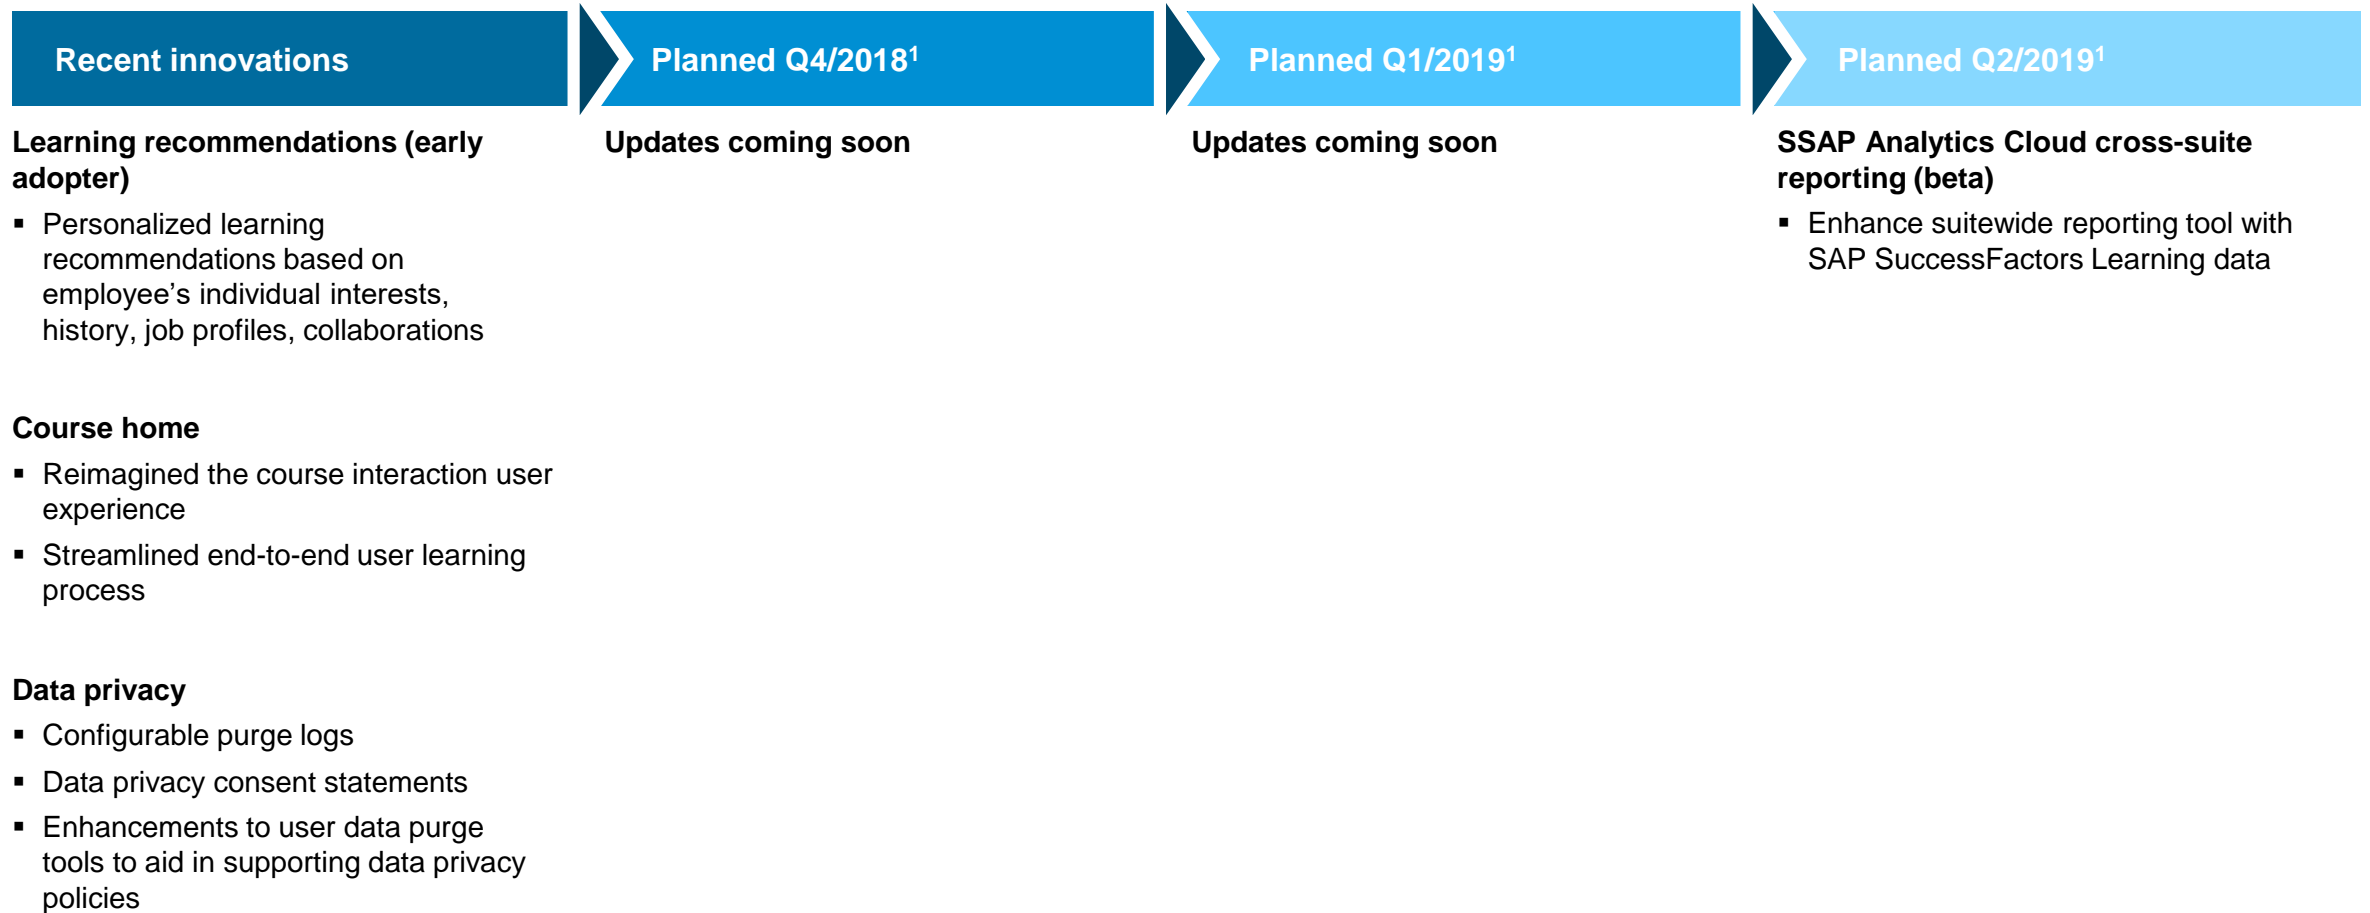 Recent innovations
Planned Q4/2018¹
Planned Q1/2019¹
Planned Q2/2019¹
Learning recommendations (early
adopter)
▪ Personalized learning
recommendations based on
employee’s individual interests,
history, job profiles, collaborations
Course home
▪ Reimagined the course interaction user
experience
▪ Streamlined end-to-end user learning
process
Data privacy
▪ Configurable purge logs
▪ Data privacy consent statements
▪ Enhancements to user data purge
tools to aid in supporting data privacy
policies
Updates coming soon
Updates coming soon
SSAP Analytics Cloud cross-suite
reporting (beta)
▪ Enhance suitewide reporting tool with
SAP SuccessFactors Learning data